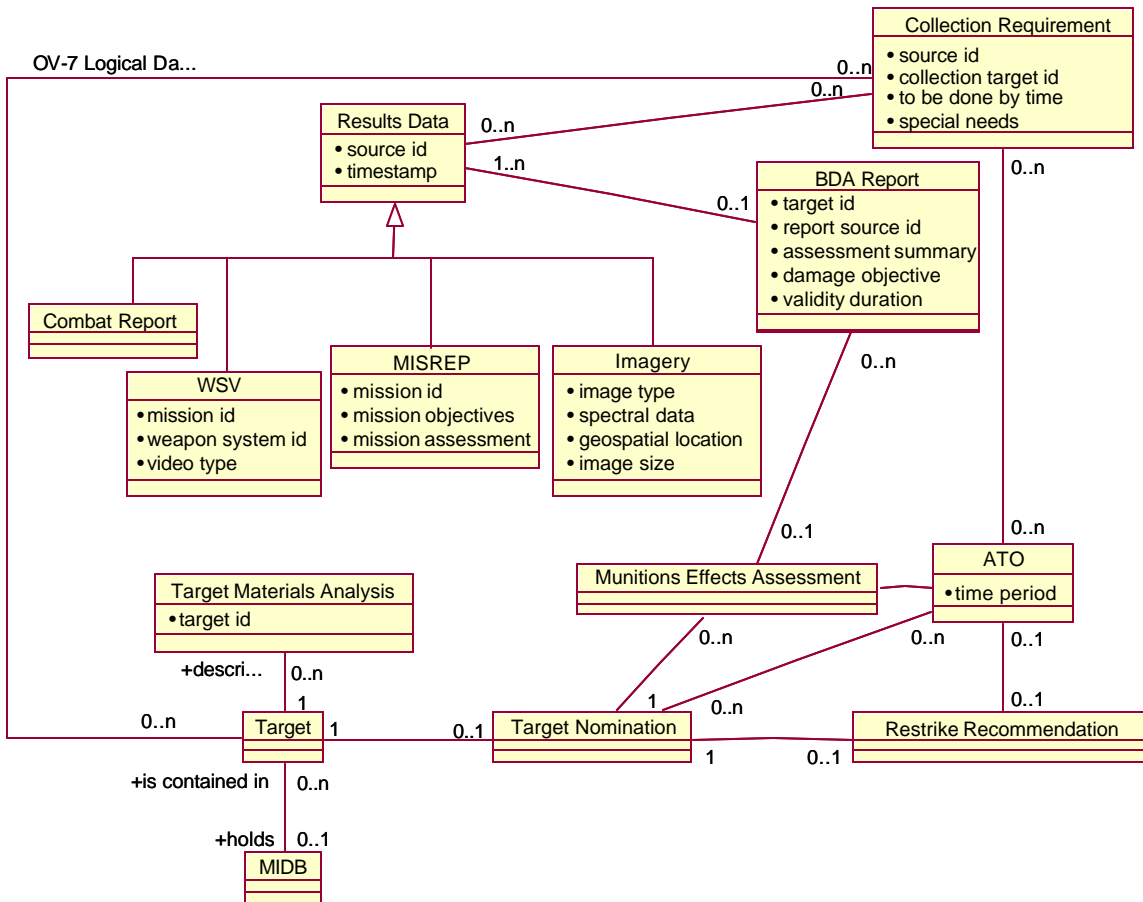 Collection Requirement
• source id
• collection target id
• to be done by time
• special needs
OV-7 Logical Da...
0..n
0..n
Results Data
• source id
• timestamp
0..n
1..n
0..n
BDA Report
• target id
• report source id
• assessment summary
• damage objective
• validity duration
0..1
Combat Report
WSV
• mission id
• weapon system id
• video type
MISREP
• mission id
• mission objectives
• mission assessment
Imagery
• image type
• spectral data
• geospatial location
• image size
0..n
0..1
0..n
Munitions Effects Assessment
ATO
• time period
Target Materials Analysis
• target id
+descri...
0..n
0..n
0..n
0..1
1
1
0..n
0..1
0..n
Target
1
0..1
Target Nomination
1
0..1
Restrike Recommendation
+is contained in
0..n
+holds
0..1
MIDB